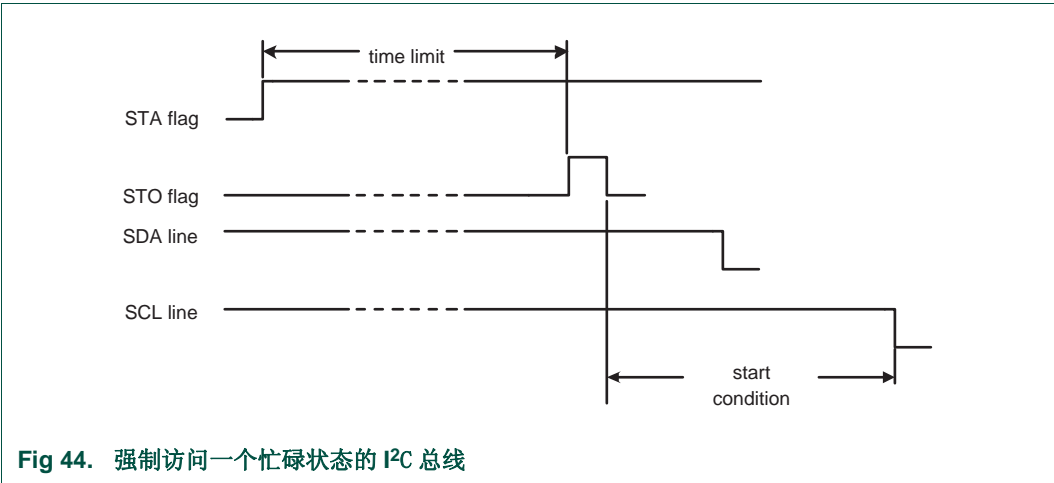 time limit
STA flag
STO flag
SDA line
SCL line
start
condition
Fig 44. 强制访问一个忙碌状态的 I²C 总线